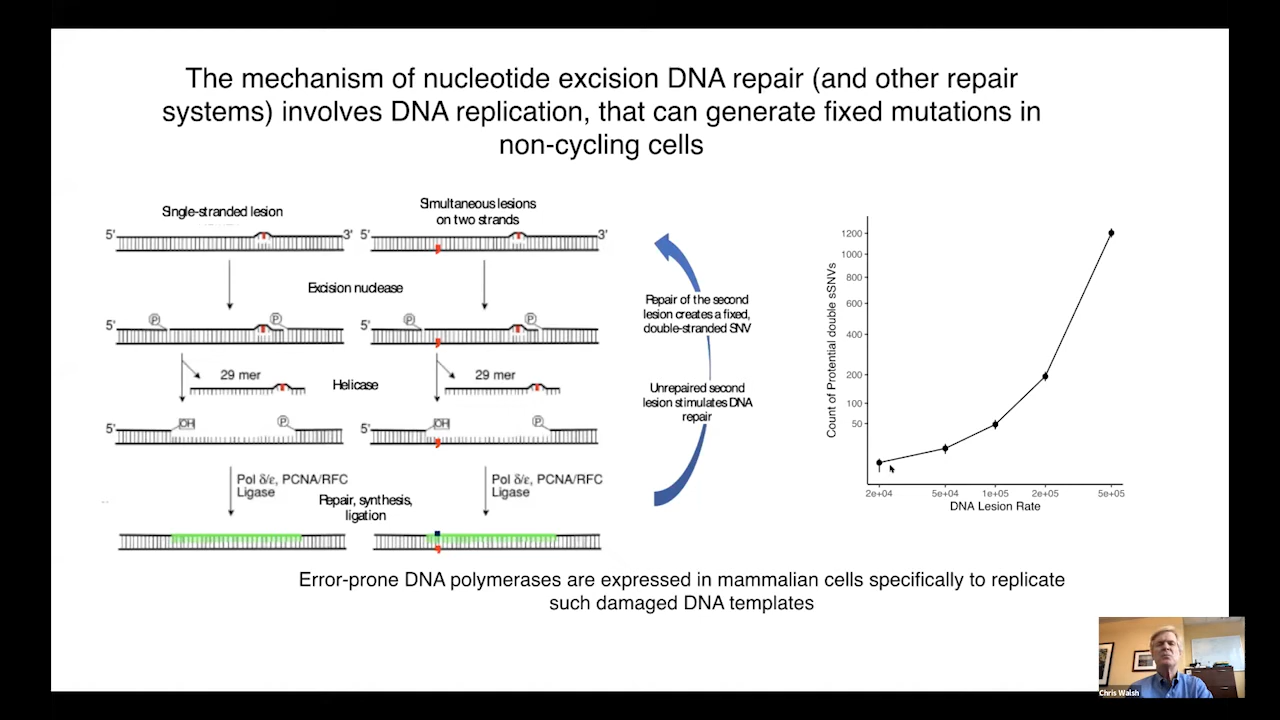 The mechanism of nucleotide excision DNA repair (and other repair
systems) involves DNA replication, that can generate fixed mutations in
non-cycling cells
Single-stranded lesion
Simultaneous lesions
on two strands
5'
3'
5'
3'
Excision nuclease
5'
P
P
P
P
29 mer
Helicase
29 mer
5'
OH
P
OH
P
Pol δ/ε, PCNA/RFC
Ligase
Repair, synthesis,
ligation
Pol δ/ε, PCNA/RFC
Ligase
Repair of the second
lesion creates a fixed,
double-stranded SNV
Unrepaired second
lesion stimulates DNA
repair
Count of Protential double sSNVs
1200
1000
800
600
400
200
100
50
2e+04
5e+04
1e+05
2e+05
5e+05
DNA Lesion Rate
Error-prone DNA polymerases are expressed in mammalian cells specifically to replicate
such damaged DNA templates
Chris Walsh